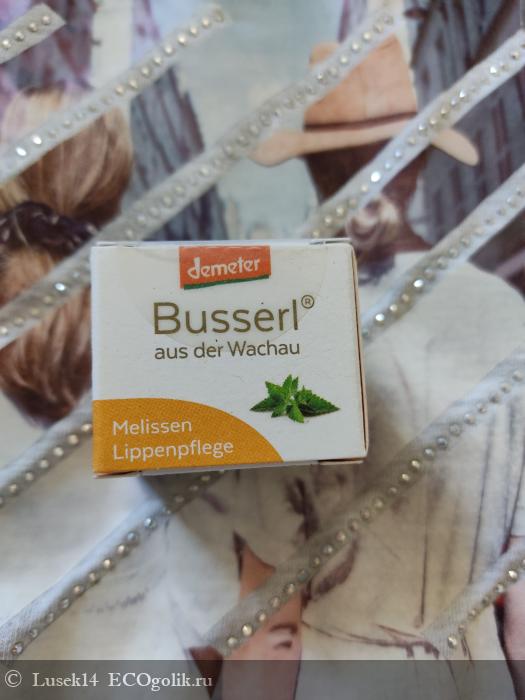 demeter
Busserl®
aus der Wachau
Melissen
Lippenpflege
© Lusek14 ECOgolik.ru